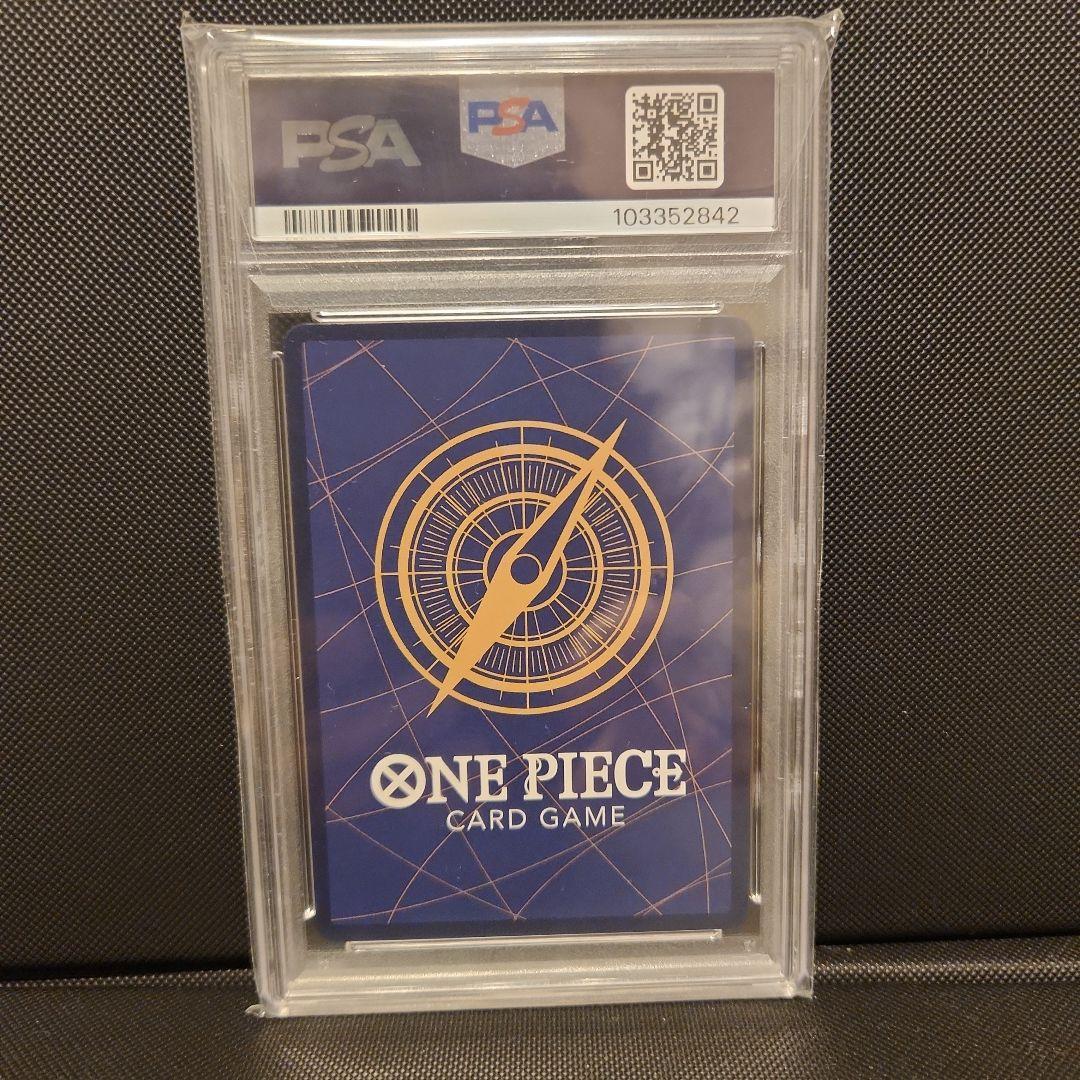 PSA
PSA
103352842
ONE PIECE
CARD GAME